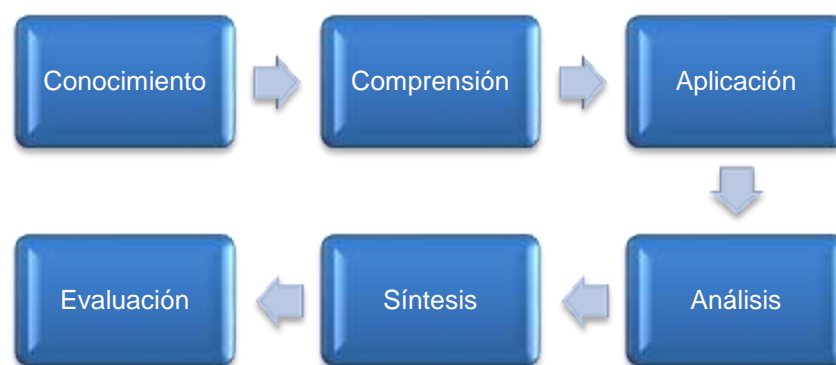 Conocimiento
Comprensión
Aplicación
Análisis
Síntesis
Evaluación